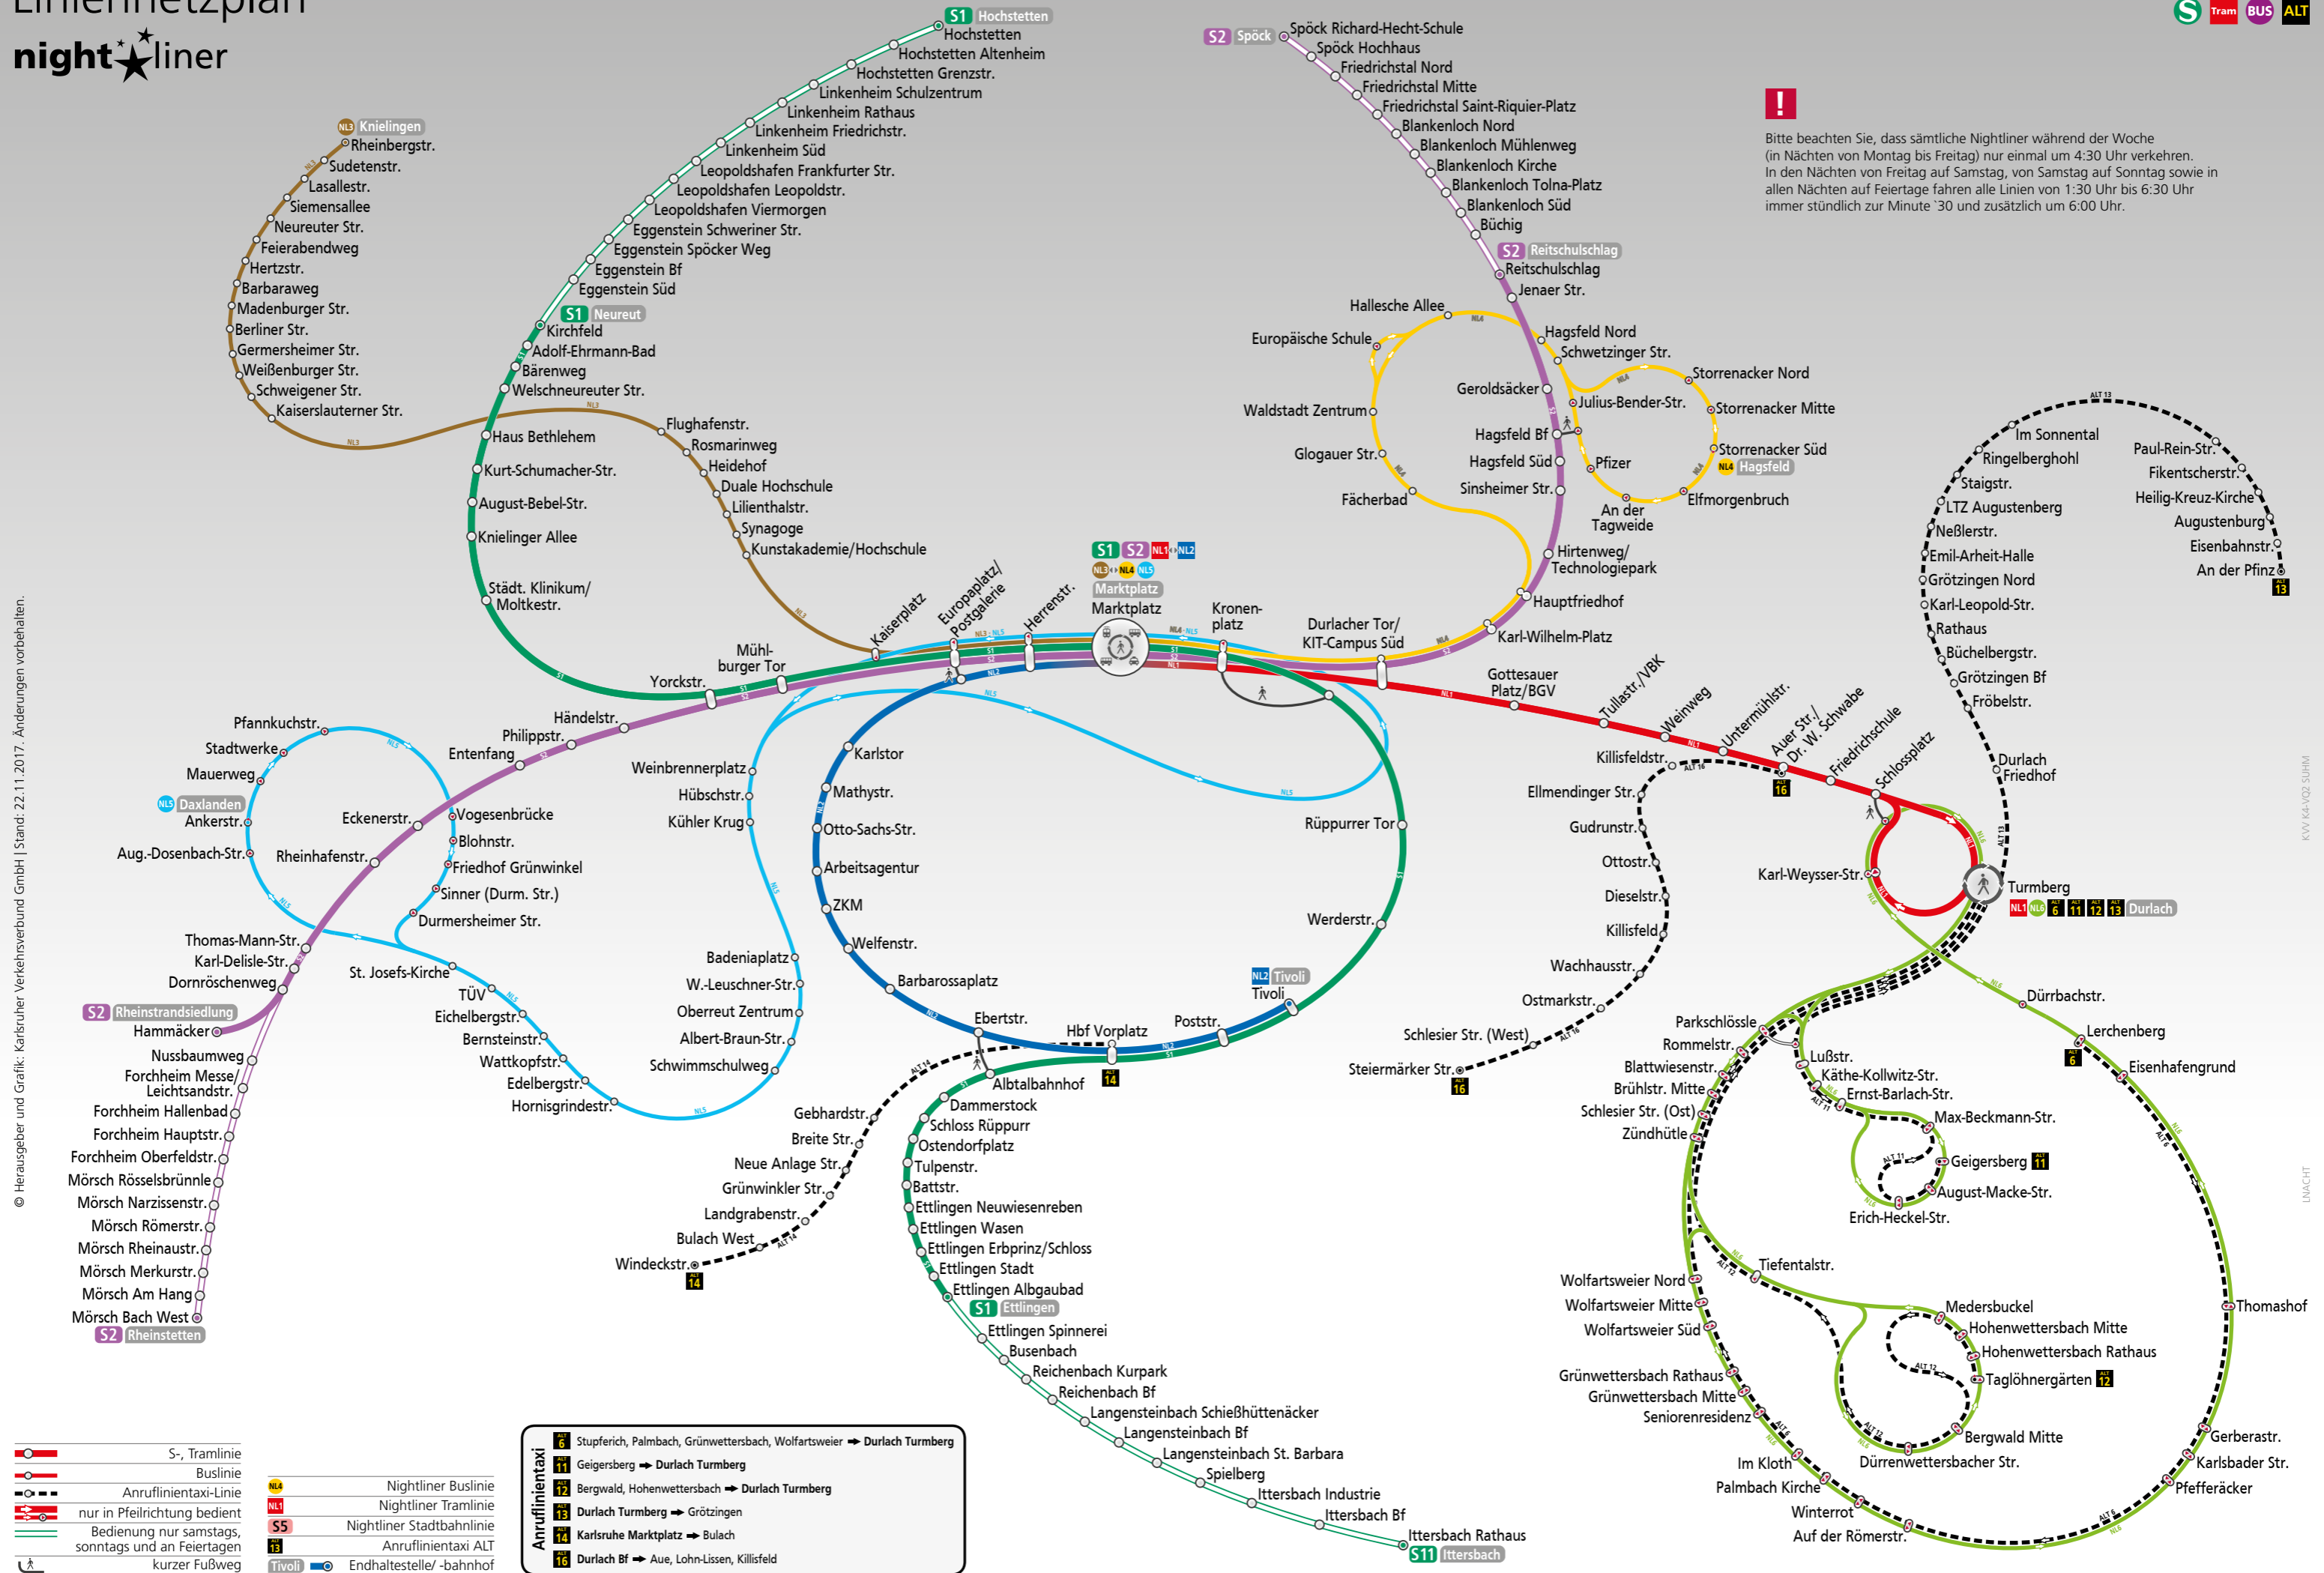 Liniennetzplan
night liner
S
Tram
BUS
ALT
!
Bitte beachten Sie, dass sämtliche Nightliner während der Woche
(in Nächten von Montag bis Freitag) nur einmal um 4:30 Uhr verkehren.
In den Nächten von Freitag auf Samstag, von Samstag auf Sonntag sowie in
allen Nächten auf Feiertage fahren alle Linien von 1:30 Uhr bis 6:30 Uhr
immer stündlich zur Minute `30 und zusätzlich um 6:00 Uhr.
NL3 Knielingen
Rheinbergstr.
Sudetenstr.
Lasallestr.
Siemensallee
Neureuter Str.
Feierabendweg
Hertzstr.
Barbaraweg
Madenburger Str.
Berliner Str.
Germersheimer Str.
Weißenburger Str.
Schweigener Str.
Kaiserslauterner Str.
Flughafenstr.
Rosmarinweg
Heidehof
Duale Hochschule
Lilienthalstr.
Synagoge
Kunstakademie/Hochschule
S1 Hochstetten
Hochstetten
Hochstetten Altenheim
Hochstetten Grenzstr.
Linkenheim Schulzentrum
Linkenheim Rathaus
Linkenheim Friedrichstr.
Linkenheim Süd
Leopoldshafen Frankfurter Str.
Leopoldshafen Leopoldstr.
Leopoldshafen Viermorgen
Eggenstein Schweriner Str.
Eggenstein Spöcker Weg
Eggenstein Bf
Eggenstein Süd
S1 Neureut
Kirchfeld
Adolf-Ehrmann-Bad
Bärenweg
Welschneureuter Str.
Haus Bethlehem
Kurt-Schumacher-Str.
August-Bebel-Str.
Knielinger Allee
Städt. Klinikum/
Moltkestr.
S2 Spöck
Spöck Richard-Hecht-Schule
Spöck Hochhaus
Friedrichstal Nord
Friedrichstal Mitte
Friedrichstal Saint-Riquier-Platz
Blankenloch Nord
Blankenloch Mühlenweg
Blankenloch Kirche
Blankenloch Tolna-Platz
Blankenloch Süd
Büchig
S2 Reitschulschlag
Reitschulschlag
Jenaer Str.
Hallesche Allee
Europäische Schule
Waldstadt Zentrum
Glogauer Str.
Fächerbad
Hagsfeld Nord
Schwetzinger Str.
Geroldsäcker
Julius-Bender-Str.
Hagsfeld Bf
Hagsfeld Süd
Sinsheimer Str.
Storrenacker Nord
Storrenacker Mitte
Storrenacker Süd
NL4 Hagsfeld
Pfizer
Elfmorgenbruch
An der
Tagweide
Hirtenweg/
Technologiepark
Hauptfriedhof
Karl-Wilhelm-Platz
Im Sonnental
Ringelberghohl
Staigstr.
LTZ Augustenberg
Neßlerstr.
Emil-Arheit-Halle
Grötzingen Nord
Karl-Leopold-Str.
Rathaus
Büchelbergstr.
Grötzingen Bf
Fröbelstr.
Durlach
Friedhof
ALT 13
Paul-Rein-Str.
Fikentscherstr.
Heilig-Kreuz-Kirche
Augustenburg
Eisenbahnstr.
An der Pfinz
ALT 13
Yorckstr.
Mühl-
burger Tor
Kaiserplatz
Europaplatz/
Postgalerie
Herrenstr.
S1 S2 NL1 NL2
NL3 NL4 NL5
Marktplatz
Marktplatz
Kronen-
platz
Durlacher Tor/
KIT-Campus Süd
Gottesauer
Platz/BGV
Tullastr./VBK
Weinweg
Untermühlstr.
Auer Str./
Dr. W. Schwabe
Friedrichschule
Schlossplatz
Karl-Weysser-Str.
Turmberg
NL1 NL6 ALT 6 ALT 11 ALT 12 ALT 13 Durlach
Händelstr.
Philippstr.
Entenfang
Eckenerstr.
Rheinhafenstr.
Thomas-Mann-Str.
Karl-Delisle-Str.
Dornröschenweg
S2 Rheinstrandsiedlung
Hammäcker
Nussbaumweg
Forchheim Messe/
Leichtsandstr.
Forchheim Hallenbad
Forchheim Hauptstr.
Forchheim Oberfeldstr.
Mörsch Rösselsbrünnle
Mörsch Narzissenstr.
Mörsch Römerstr.
Mörsch Rheinaustr.
Mörsch Merkurstr.
Mörsch Am Hang
Mörsch Bach West
S2 Rheinstetten
Pfannkuchstr.
Stadtwerke
Mauerweg
NL5 Daxlanden
Ankerstr.
Aug.-Dosenbach-Str.
Vogesenbrücke
Blohnstr.
Friedhof Grünwinkel
Sinner (Durm. Str.)
Durmersheimer Str.
St. Josefs-Kirche
TÜV
Eichelbergstr.
Bernsteinstr.
Wattkopfstr.
Edelbergstr.
Hornisgrindestr.
Weinbrennerplatz
Hübschstr.
Kühler Krug
Badeniaplatz
W.-Leuschner-Str.
Oberreut Zentrum
Albert-Braun-Str.
Schwimmschulweg
Karlstor
Mathystr.
Otto-Sachs-Str.
Arbeitsagentur
ZKM
Welfenstr.
Barbarossaplatz
Ebertstr.
Hbf Vorplatz
ALT 14
Poststr.
NL2 Tivoli
Tivoli
Werderstr.
Rüppurrer Tor
Albtalbahnhof
Dammerstock
Schloss Rüppurr
Ostendorfplatz
Tulpenstr.
Battstr.
Ettlingen Neuwiesenreben
Ettlingen Wasen
Ettlingen Erbprinz/Schloss
Ettlingen Stadt
Ettlingen Albgaubad
S1 Ettlingen
Ettlingen Spinnerei
Busenbach
Reichenbach Kurpark
Reichenbach Bf
Langensteinbach Schießhüttenäcker
Langensteinbach Bf
Langensteinbach St. Barbara
Spielberg
Ittersbach Industrie
Ittersbach Bf
Ittersbach Rathaus
S11 Ittersbach
Gebhardstr.
Breite Str.
Neue Anlage Str.
Grünwinkler Str.
Landgrabenstr.
Bulach West
Windeckstr.
ALT 14
Killisfeldstr.
ALT 16
Ellmendinger Str.
Gudrunstr.
Ottostr.
Dieselstr.
Killisfeld
Wachhausstr.
Ostmarkstr.
Schlesier Str. (West)
Steiermärker Str.
ALT 16
Dürrbachstr.
Lerchenberg
ALT 6
Eisenhafengrund
Thomashof
Gerberastr.
Karlsbader Str.
Pfefferäcker
Parkschlössle
Rommelstr.
Blattwiesenstr.
Brühlstr. Mitte
Schlesier Str. (Ost)
Zündhütle
Lußstr.
Käthe-Kollwitz-Str.
Ernst-Barlach-Str.
Max-Beckmann-Str.
Geigersberg ALT 11
August-Macke-Str.
Erich-Heckel-Str.
Tiefentalstr.
Wolfartsweier Nord
Wolfartsweier Mitte
Wolfartsweier Süd
Grünwettersbach Rathaus
Grünwettersbach Mitte
Seniorenresidenz
Im Kloth
Palmbach Kirche
Winterrot
Auf der Römerstr.
Medersbuckel
Hohenwettersbach Mitte
Hohenwettersbach Rathaus
Taglöhnergärten ALT 12
Bergwald Mitte
Dürrenwettersbacher Str.
S-, Tramlinie
Buslinie
Anruflinientaxi-Linie
nur in Pfeilrichtung bedient
Bedienung nur samstags,
sonntags und an Feiertagen
kurzer Fußweg
NL4 Nightliner Buslinie
NL1 Nightliner Tramlinie
S5 Nightliner Stadtbahnlinie
ALT 13 Anruflinientaxi ALT
Tivoli Endhaltestelle/ -bahnhof
Anruflinientaxi
ALT 6 Stupferich, Palmbach, Grünwettersbach, Wolfartsweier ➡ Durlach Turmberg
ALT 11 Geigersberg ➡ Durlach Turmberg
ALT 12 Bergwald, Hohenwettersbach ➡ Durlach Turmberg
ALT 13 Durlach Turmberg ➡ Grötzingen
ALT 14 Karlsruhe Marktplatz ➡ Bulach
ALT 16 Durlach Bf ➡ Aue, Lohn-Lissen, Killisfeld
© Herausgeber und Grafik: Karlsruher Verkehrsverbund GmbH | Stand: 22.11.2017. Änderungen vorbehalten.
KVV K4-VQ2 SUHM
LNACHT